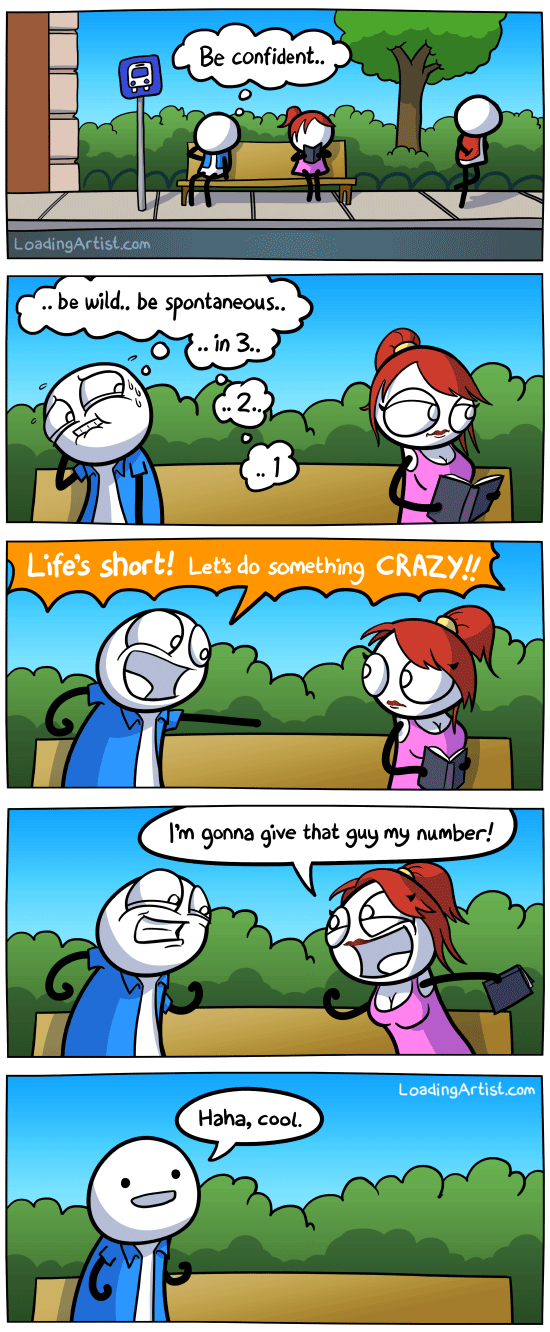 Be confident..
LoadingArtist.com
.. be wild.. be spontaneous..
.. in 3..
.. 2..
.. 1
Life's short! Let's do something CRAZY!!
I'm gonna give that guy my number!
LoadingArtist.com
Haha, cool.